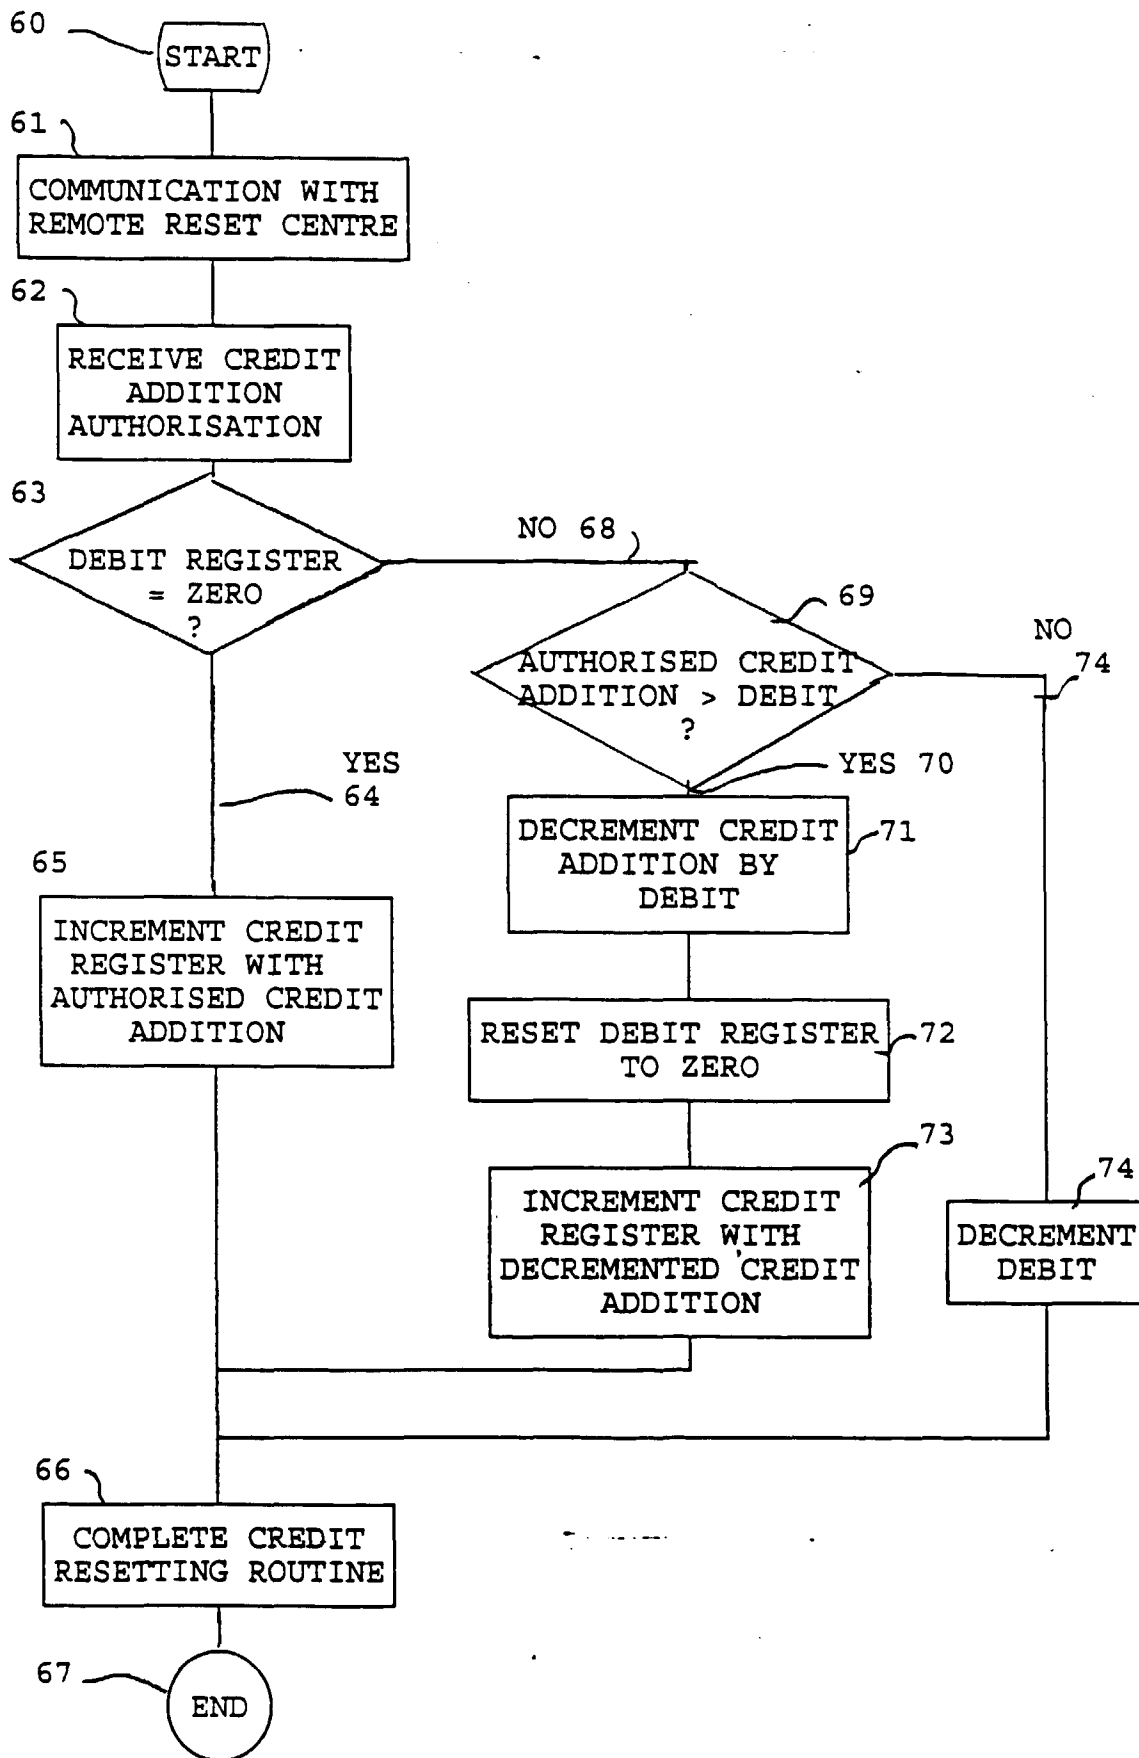 60
START
61
COMMUNICATION WITH
REMOTE RESET CENTRE
62
RECEIVE CREDIT
ADDITION
AUTHORISATION
63
DEBIT REGISTER
= ZERO
?
NO 68
69
AUTHORISED CREDIT
ADDITION > DEBIT
?
NO
74
YES
64
YES 70
DECREMENT CREDIT
ADDITION BY
DEBIT
71
65
INCREMENT CREDIT
REGISTER WITH
AUTHORISED CREDIT
ADDITION
RESET DEBIT REGISTER
TO ZERO
72
73
INCREMENT CREDIT
REGISTER WITH
DECREMENTED CREDIT
ADDITION
74
DECREMENT
DEBIT
66
COMPLETE CREDIT
RESETTING ROUTINE
67
END